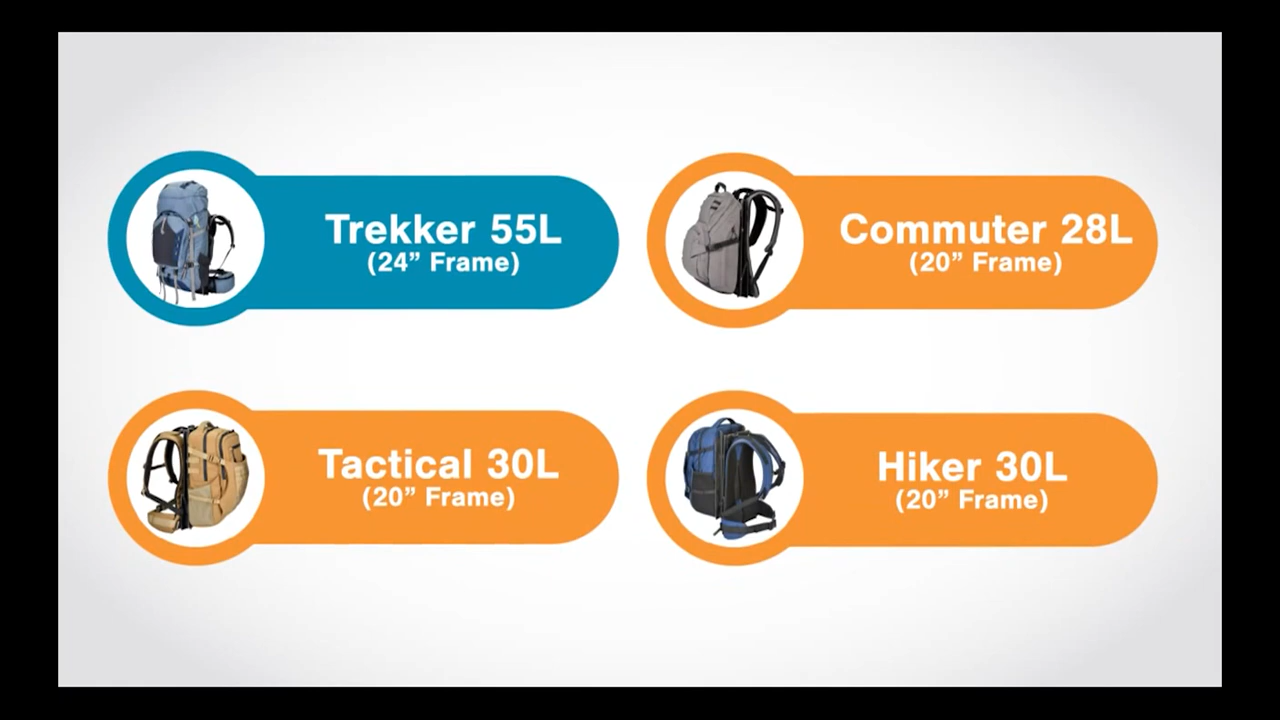 Trekker 55L
(24” Frame)
Commuter 28L
(20” Frame)
Tactical 30L
(20” Frame)
Hiker 30L
(20” Frame)